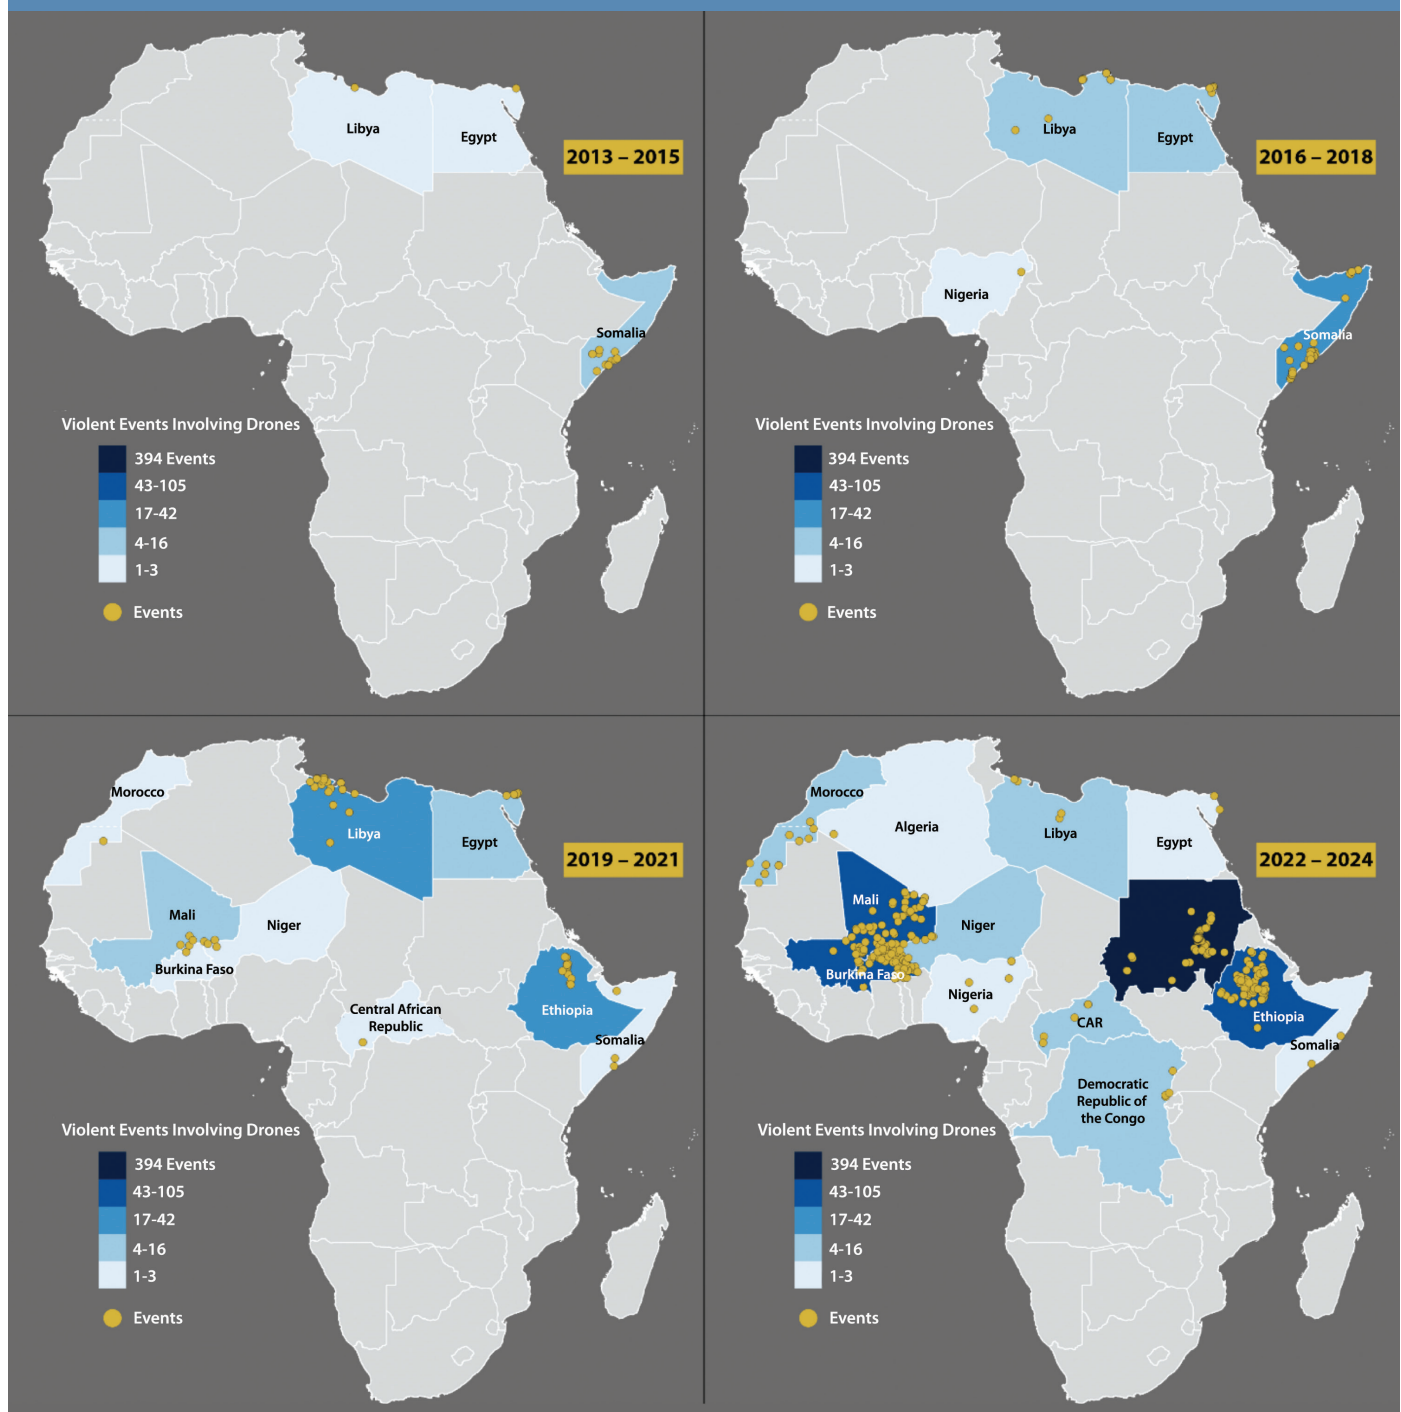 Libya
Egypt
2013 – 2015
Somalia
Violent Events Involving Drones
394 Events
43-105
17-42
4-16
1-3
Events
Libya
Egypt
2016 – 2018
Nigeria
Somalia
Violent Events Involving Drones
394 Events
43-105
17-42
4-16
1-3
Events
Morocco
Libya
Egypt
2019 – 2021
Mali
Niger
Burkina Faso
Central African
Republic
Ethiopia
Somalia
Violent Events Involving Drones
394 Events
43-105
17-42
4-16
1-3
Events
Morocco
Algeria
Libya
Egypt
2022 – 2024
Mali
Niger
Burkina Faso
Nigeria
CAR
Ethiopia
Somalia
Democratic
Republic of
the Congo
Violent Events Involving Drones
394 Events
43-105
17-42
4-16
1-3
Events